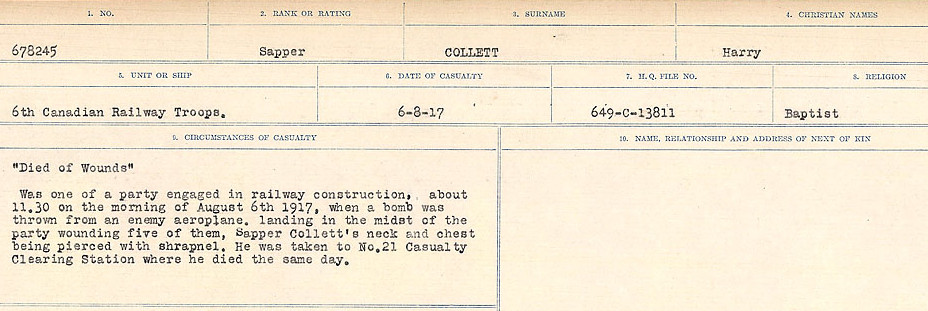 1. NO. 2. RANK OR RATING 3. SURNAME 4. CHRISTIAN NAMES
678245 Sapper COLLETT Harry
5. UNIT OR SHIP 6. DATE OF CASUALTY 7. H.Q. FILE NO. 8. RELIGION
6th Canadian Railway Troops. 6-8-17 649-C-13811 Baptist
9. CIRCUMSTANCES OF CASUALTY 10. NAME, RELATIONSHIP AND ADDRESS OF NEXT OF KIN
"Died of Wounds"
Was one of a party engaged in railway construction, about
11.30 on the morning of August 6th 1917, when a bomb was
thrown from an enemy aeroplane. landing in the midst of the
party wounding five of them, Sapper Collett's neck and chest
being pierced with shrapnel. He was taken to No.21 Casualty
Clearing Station where he died the same day.